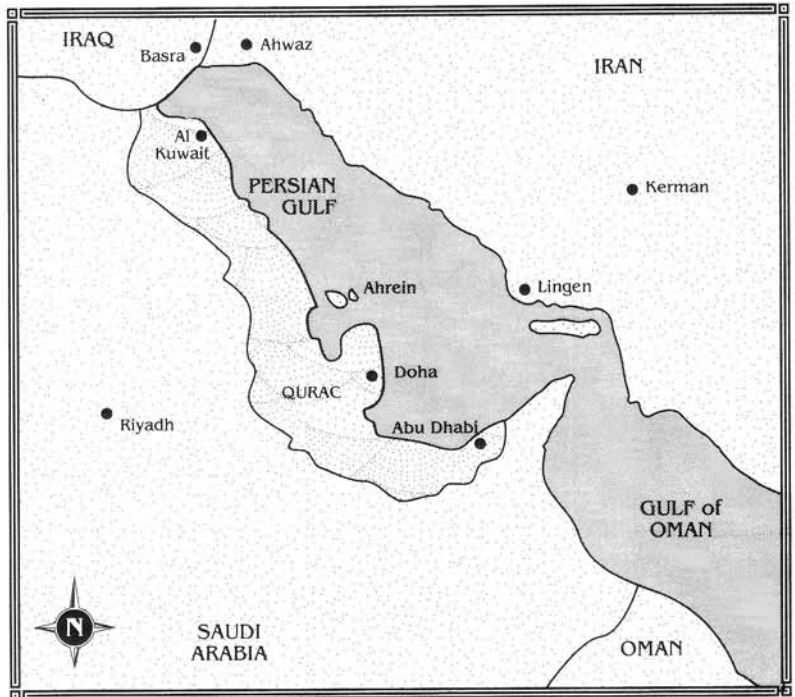 IRAQ
Basra
Ahwaz
IRAN
Al
Kuwait
PERSIAN
GULF
Kerman
Ahrein
Lingen
QURAC
Doha
Riyadh
Abu Dhabi
GULF of
OMAN
N
SAUDI
ARABIA
OMAN